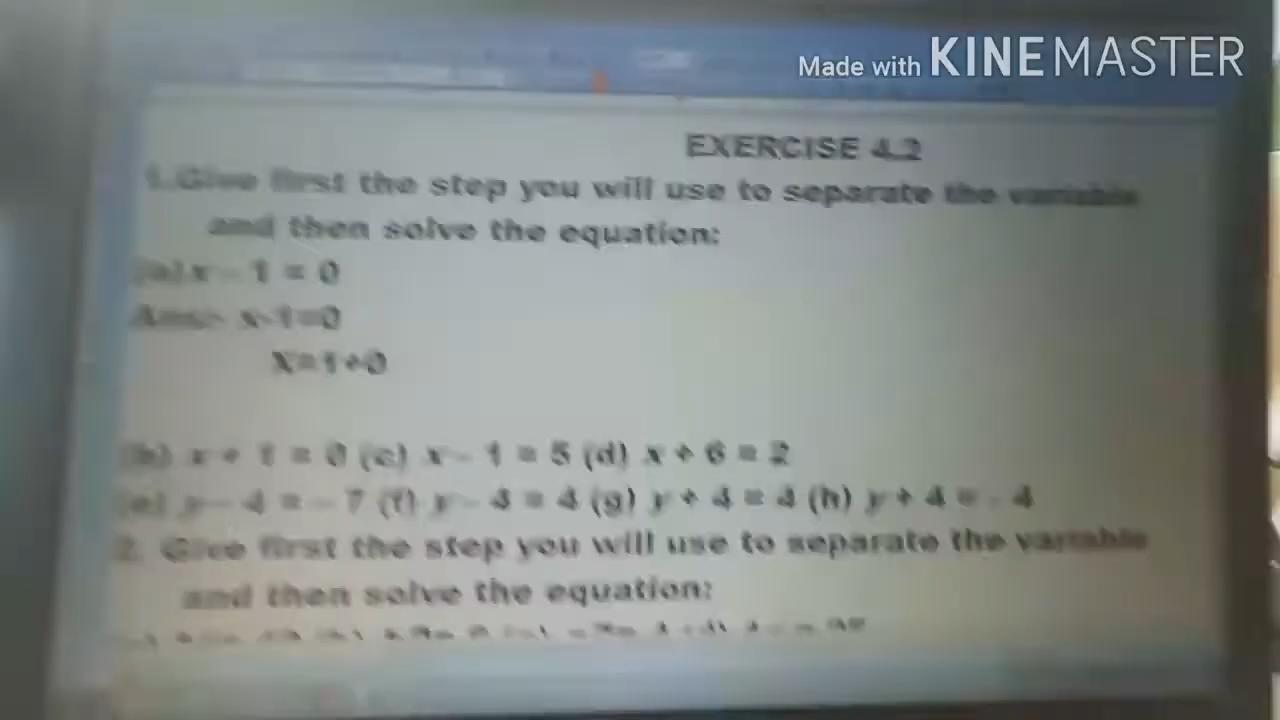 Made with KINEMASTER
EXERCISE 4.2
1.Give first the step you will use to separate the variable
and then solve the equation:
(a)x – 1 = 0
Ans:- x-1=0
X=1+0
(b) x + 1 = 0 (c) x – 1 = 5 (d) x + 6 = 2
(e) y – 4 = – 7 (f) y – 4 = 4 (g) y + 4 = 4 (h) y + 4 = - 4
2. Give first the step you will use to separate the variable
and then solve the equation: